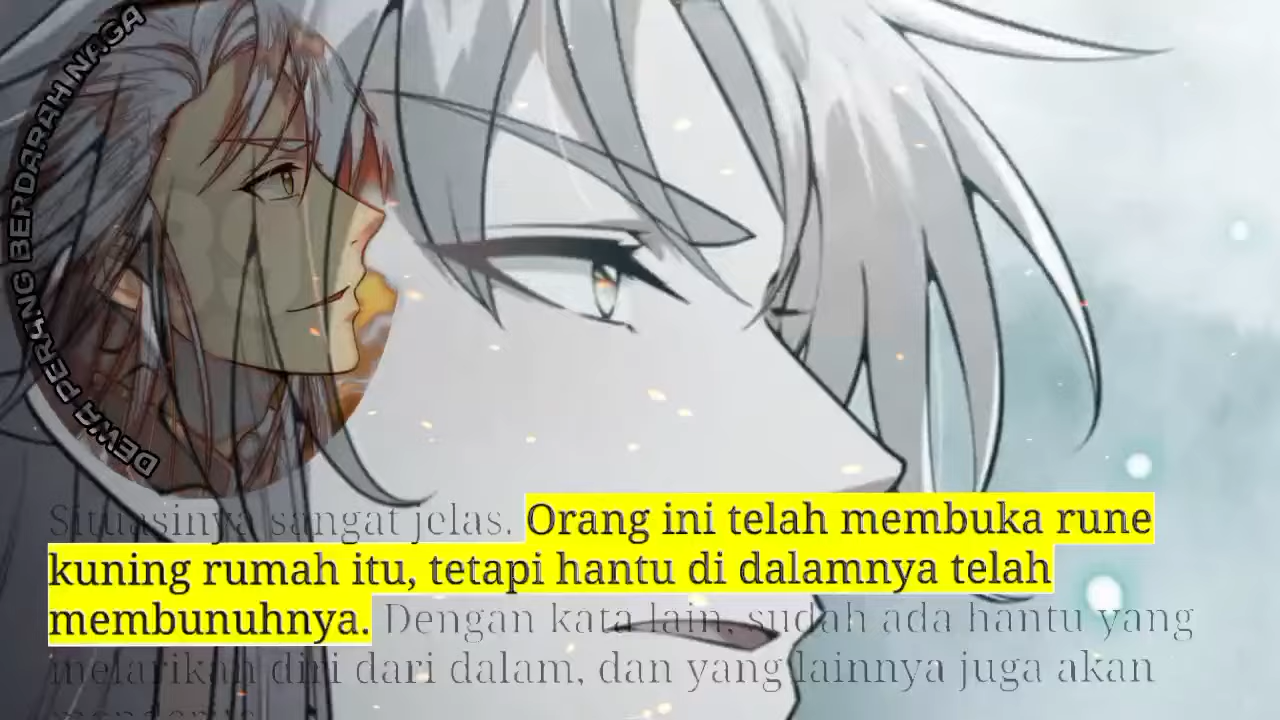 DEWA PERANG BERDARAH NAGA
Situasinya sangat jelas. Orang ini telah membuka rune
kuning rumah itu, tetapi hantu di dalamnya telah
membunuhnya. Dengan kata lain, sudah ada hantu yang
melarikan diri dari dalam, dan yang lainnya juga akan